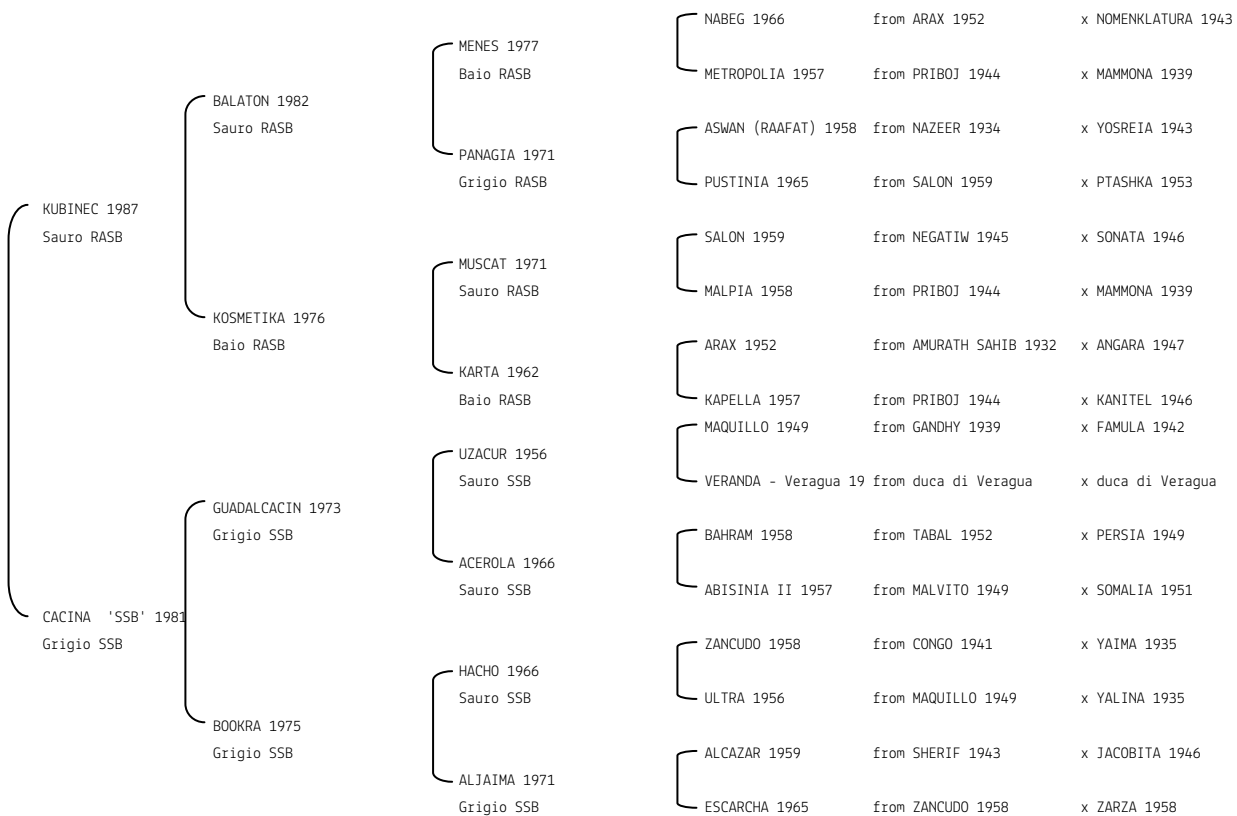 NABEG 1966 from ARAX 1952 x NOMENKLATURA 1943
MENES 1977
Baio RASB METROPOLIA 1957 from PRIBOJ 1944 x MAMMONA 1939
BALATON 1982
Sauro RASB ASWAN (RAAFAT) 1958 from NAZEER 1934 x YOSREIA 1943
PANAGIA 1971
Grigio RASB PUSTINIA 1965 from SALON 1959 x PTASHKA 1953
KUBINEC 1987
Sauro RASB SALON 1959 from NEGATIW 1945 x SONATA 1946
MUSCAT 1971
Sauro RASB MALPIA 1958 from PRIBOJ 1944 x MAMMONA 1939
KOSMETIKA 1976
Baio RASB ARAX 1952 from AMURATH SAHIB 1932 x ANGARA 1947
KARTA 1962
Baio RASB KAPELLA 1957 from PRIBOJ 1944 x KANITEL 1946
MAQUILLO 1949 from GANDHY 1939 x FAMULA 1942
UZACUR 1956
Sauro SSB VERANDA - Veragua 19 from duca di Veragua x duca di Veragua
GUADALCACIN 1973
Grigio SSB BAHRAM 1958 from TABAL 1952 x PERSIA 1949
ACEROLA 1966
Sauro SSB ABISINIA II 1957 from MALVITO 1949 x SOMALIA 1951
CACINA 'SSB' 1981
Grigio SSB ZANCUDO 1958 from CONGO 1941 x YAIMA 1935
HACHO 1966
Sauro SSB ULTRA 1956 from MAQUILLO 1949 x YALINA 1935
BOOKRA 1975
Grigio SSB ALCAZAR 1959 from SHERIF 1943 x JACOBITA 1946
ALJAIMA 1971
Grigio SSB ESCARCHA 1965 from ZANCUDO 1958 x ZARZA 1958